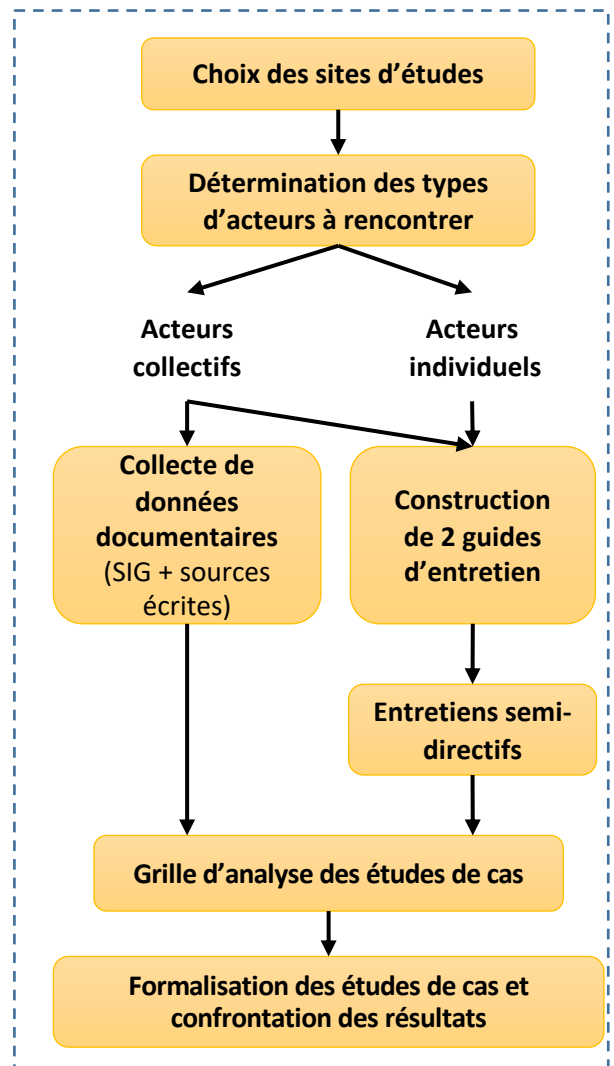 Choix des sites d’études
Détermination des types
d’acteurs à rencontrer
Acteurs
collectifs
Acteurs
individuels
Collecte de
données
documentaires
(SIG + sources
écrites)
Construction
de 2 guides
d’entretien
Entretiens semi-
directifs
Grille d’analyse des études de cas
Formalisation des études de cas et
confrontation des résultats